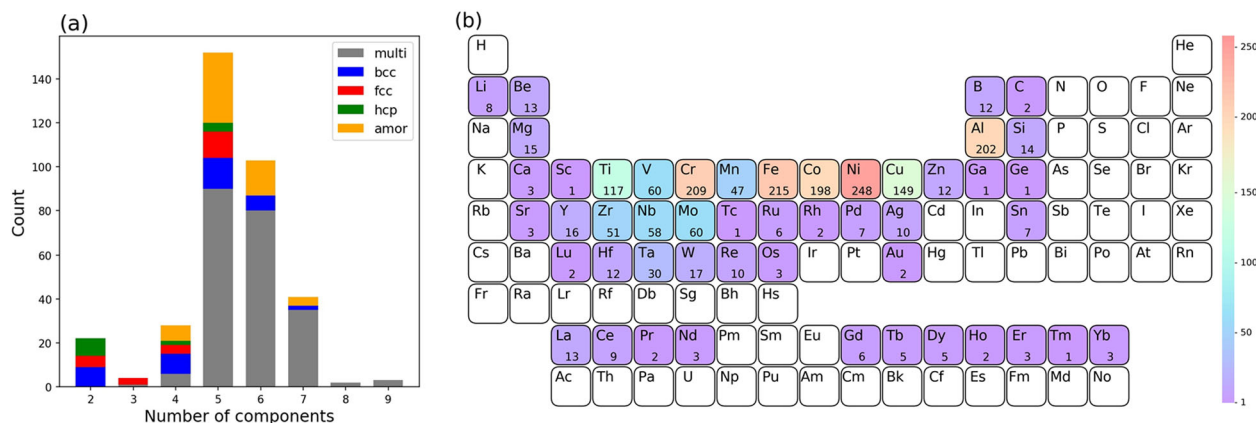 (a)
140
120
100
80
60
40
20
0
Count
2 3 4 5 6 7 8 9
Number of components
multi
bcc
fcc
hcp
amor
(b)
H He
Li 8 Be 13 B 12 C 2 N O F Ne
Na Mg 15 Al 202 Si 14 P S Cl Ar
K Ca 3 Sc 1 Ti 117 V 60 Cr 209 Mn 47 Fe 215 Co 198 Ni 248 Cu 149 Zn 12 Ga 1 Ge 1 As Se Br Kr
Rb Sr 3 Y 16 Zr 51 Nb 58 Mo 60 Tc 1 Ru 6 Rh 2 Pd 7 Ag 10 Cd In Sn 7 Sb Te I Xe
Cs Ba Lu 2 Hf 12 Ta 30 W 17 Re 10 Os 3 Ir Pt Au 2 Hg Tl Pb Bi Po At Rn
Fr Ra Lr Rf Db Sg Bh Hs
La 13 Ce 9 Pr 2 Nd 3 Pm Sm Eu Gd 6 Tb 5 Dy 5 Ho 2 Er 3 Tm 1 Yb 3
Ac Th Pa U Np Pu Am Cm Bk Cf Es Fm Md No
250
200
150
100
50
1